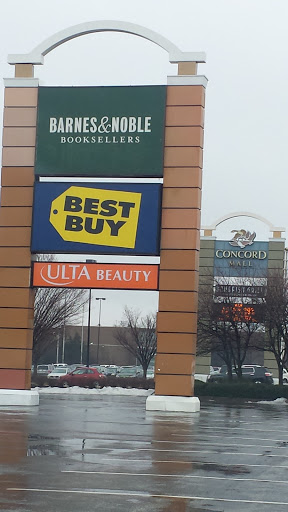 BARNES&NOBLE
BOOKSELLERS
BEST
BUY
ULTA BEAUTY
CONCORD
MALL